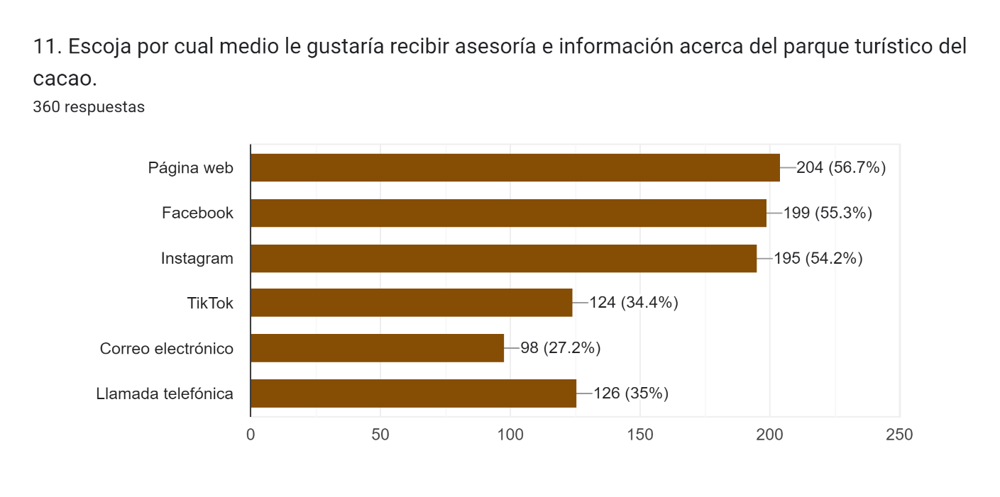 11. Escoja por cual medio le gustaría recibir asesoría e información acerca del parque turístico del
cacao.
360 respuestas
Página web
204 (56.7%)
Facebook
199 (55.3%)
Instagram
195 (54.2%)
TikTok
124 (34.4%)
Correo electrónico
98 (27.2%)
Llamada telefónica
126 (35%)
0 50 100 150 200 250